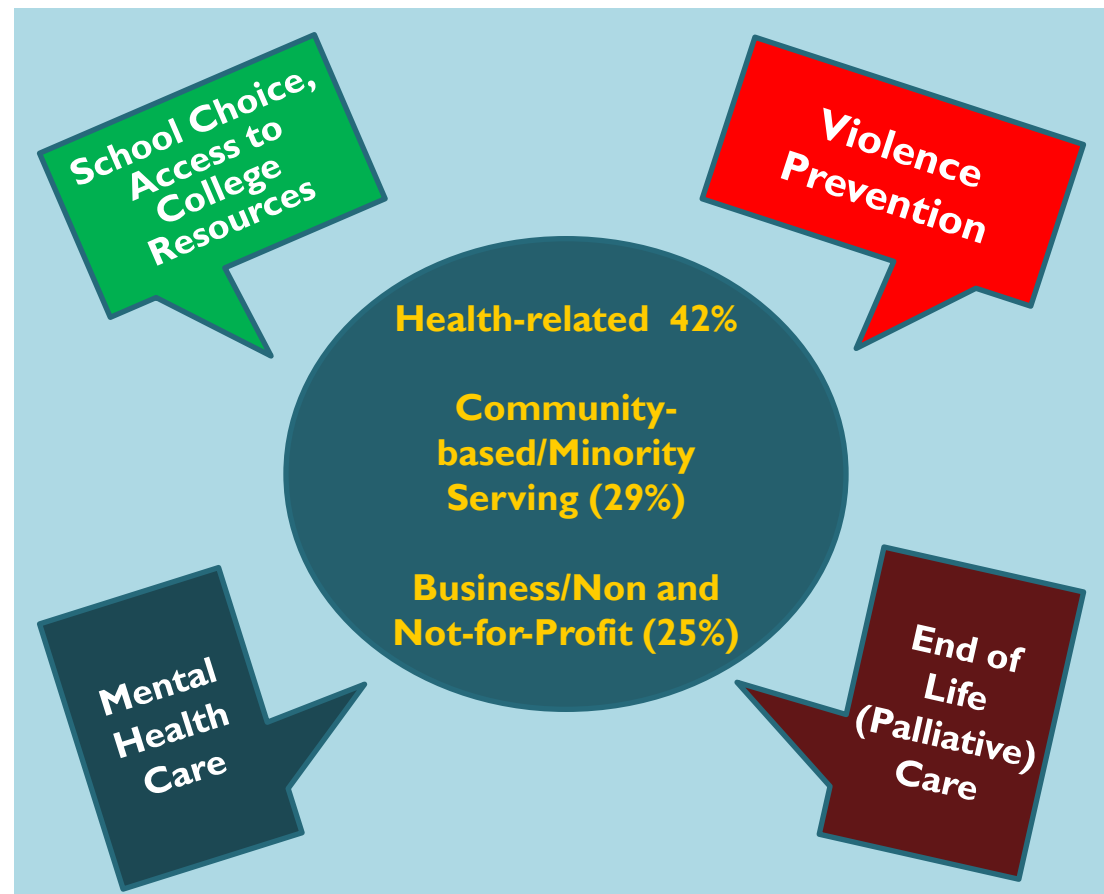 School Choice,
Access to
College
Resources
Violence
Prevention
Health-related  42%
Community-
based/Minority
Serving (29%)
Business/Non and
Not-for-Profit (25%)
Mental
Health
Care
End of
Life
(Palliative)
Care